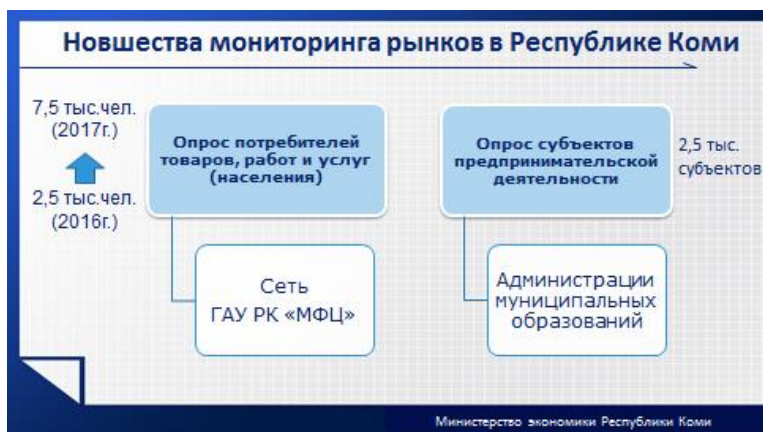 Новшества мониторинга рынков в Республике Коми
7,5 тыс.чел.
(2017г.)
2,5 тыс.чел.
(2016г.)
Опрос потребителей
товаров, работ и услуг
(населения)
Сеть
ГАУ РК «МФЦ»
Опрос субъектов
предпринимательской
деятельности
2,5 тыс.
субъектов
Администрации
муниципальных
образований
Министерство экономики Республики Коми